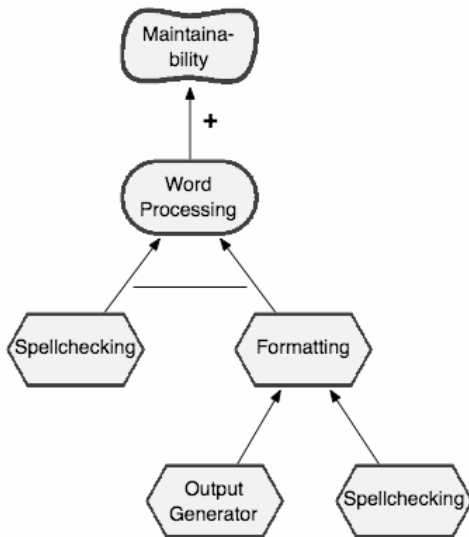 Maintaina-
bility
+
Word
Processing
Spellchecking
Formatting
Output
Generator
Spellchecking